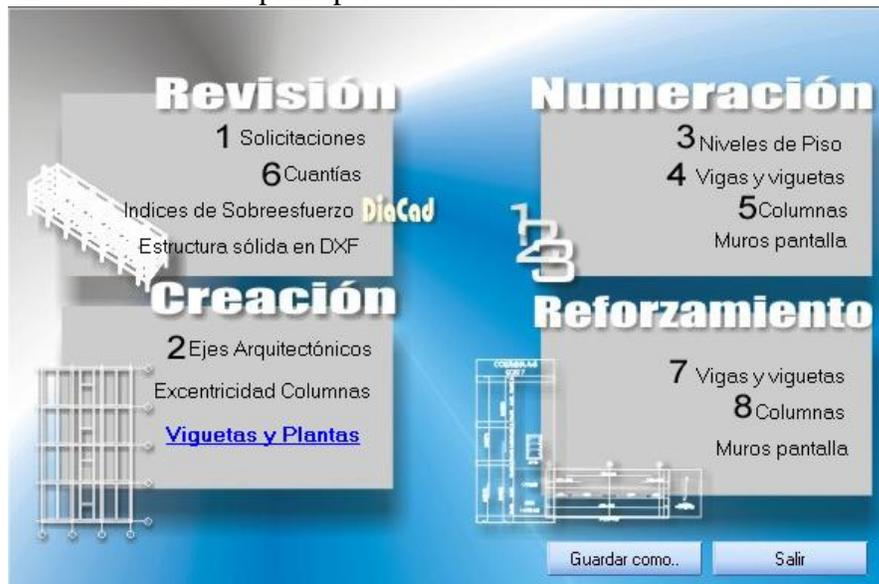 Revisión
1 Solicitaciones
6 Cuantías
Indices de Sobreesfuerzo DiaCad
Estructura sólida en DXF
Numeración
3 Niveles de Piso
4 Vigas y viguetas
5 Columnas
Muros pantalla
123
Creación
2 Ejes Arquitectónicos
Excentricidad Columnas
Viguetas y Plantas
Reforzamiento
7 Vigas y viguetas
8 Columnas
Muros pantalla
Guardar como..
Salir